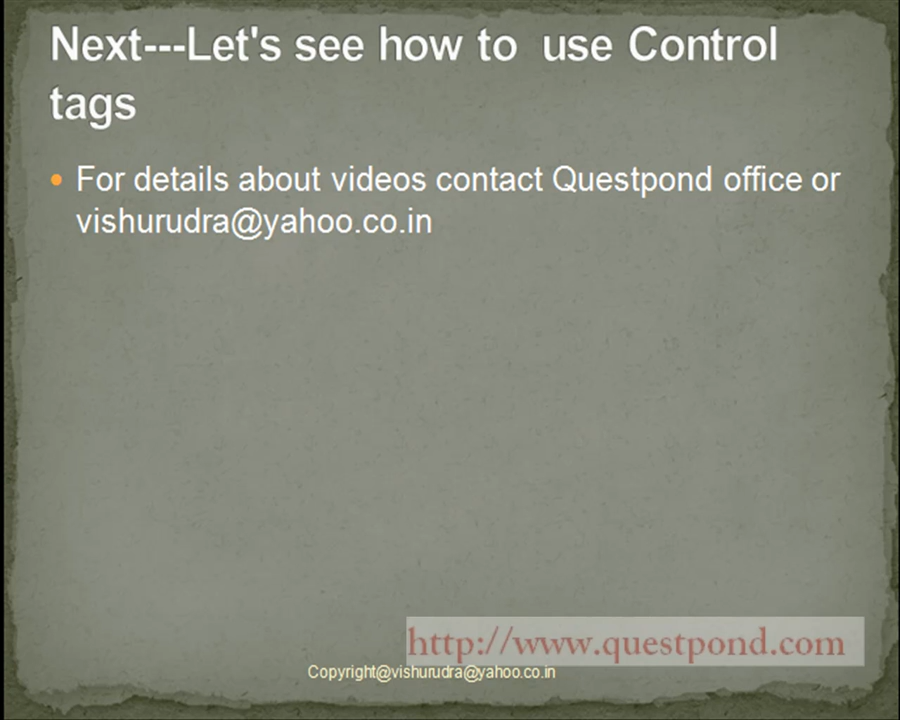 Next---Let's see how to  use Control
tags
• For details about videos contact Questpond office or
vishurudra@yahoo.co.in
http://www.questpond.com
Copyright@vishurudra@yahoo.co.in